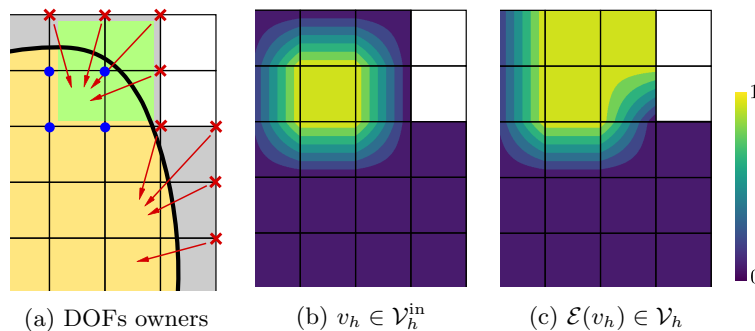 1
0
(a) DOFs owners
(b) $v_h \in \mathcal{V}_h^{\text{in}}$
(c) $\mathcal{E}(v_h) \in \mathcal{V}_h$